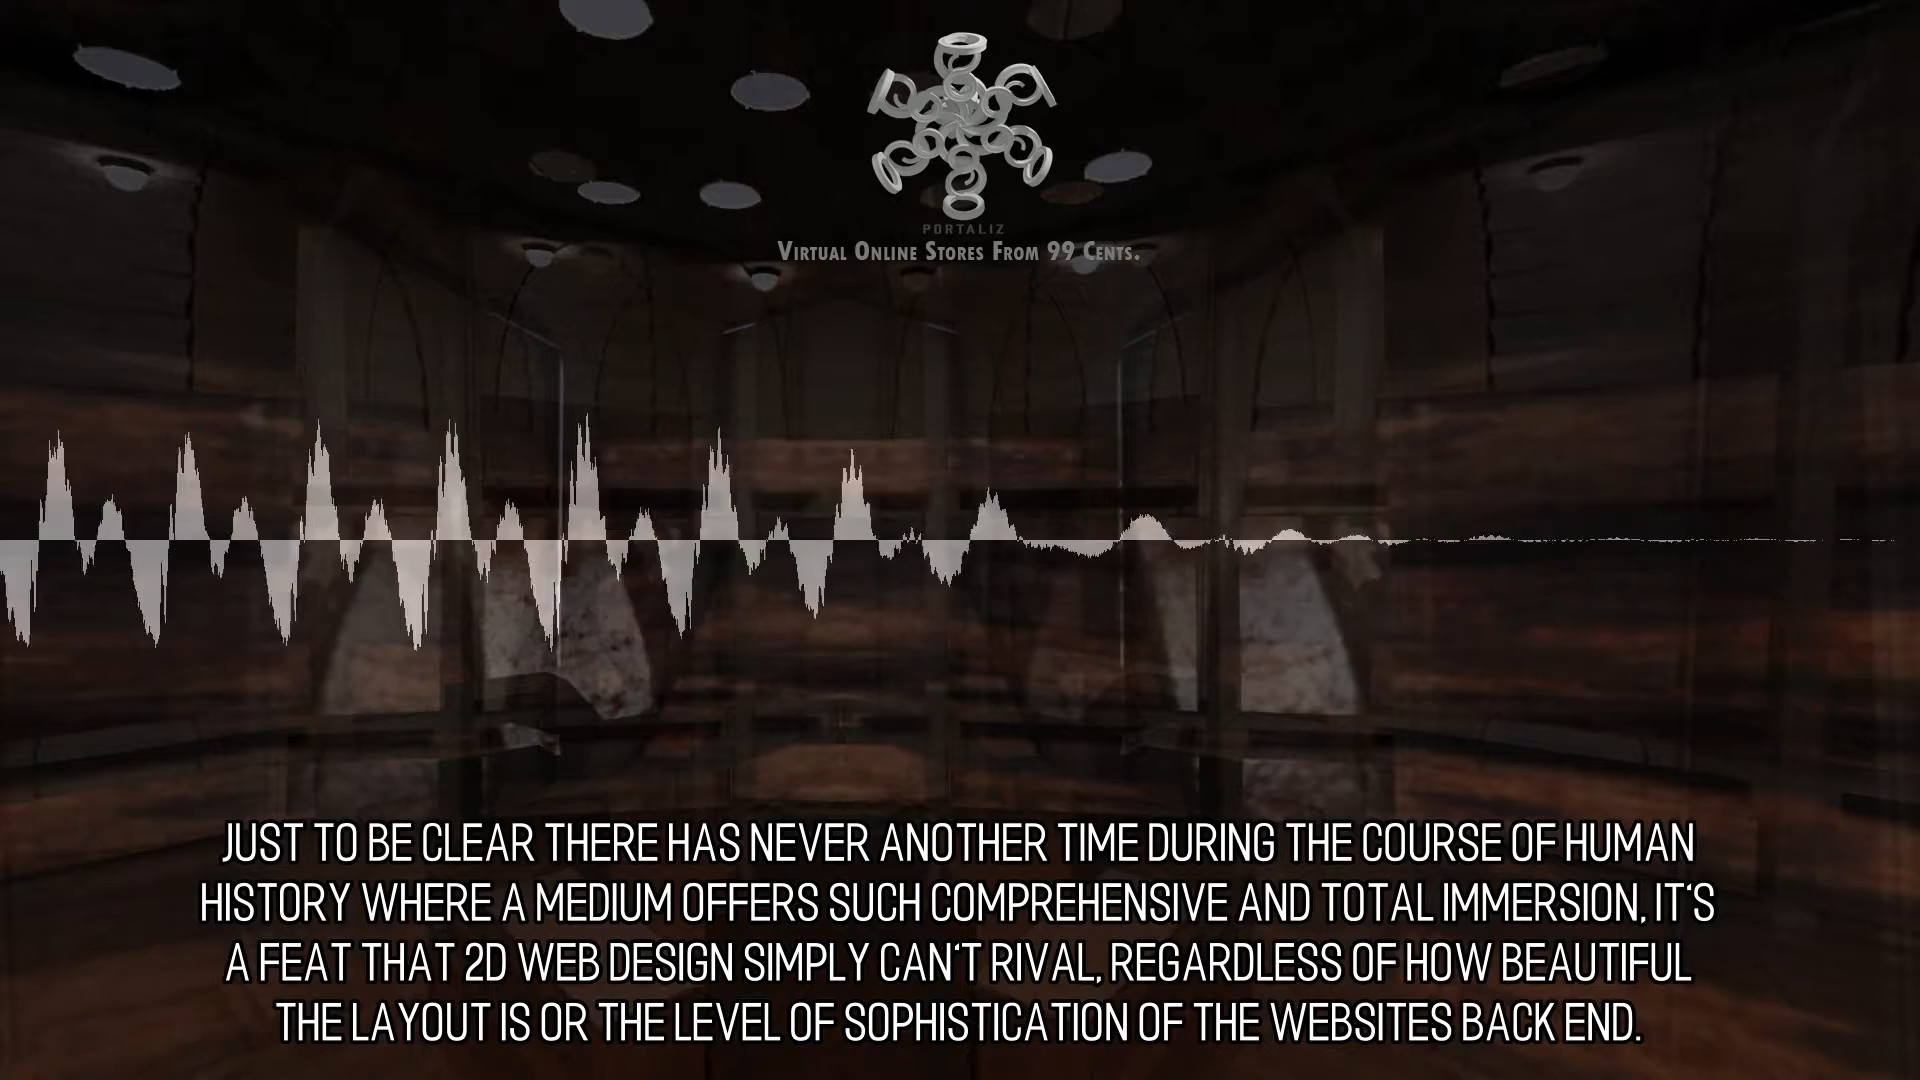 PORTALIZ
Virtual Online Stores From 99 Cents.
JUST TO BE CLEAR THERE HAS NEVER ANOTHER TIME DURING THE COURSE OF HUMAN
HISTORY WHERE A MEDIUM OFFERS SUCH COMPREHENSIVE AND TOTAL IMMERSION, IT'S
A FEAT THAT 2D WEB DESIGN SIMPLY CAN'T RIVAL, REGARDLESS OF HOW BEAUTIFUL
THE LAYOUT IS OR THE LEVEL OF SOPHISTICATION OF THE WEBSITES BACK END.